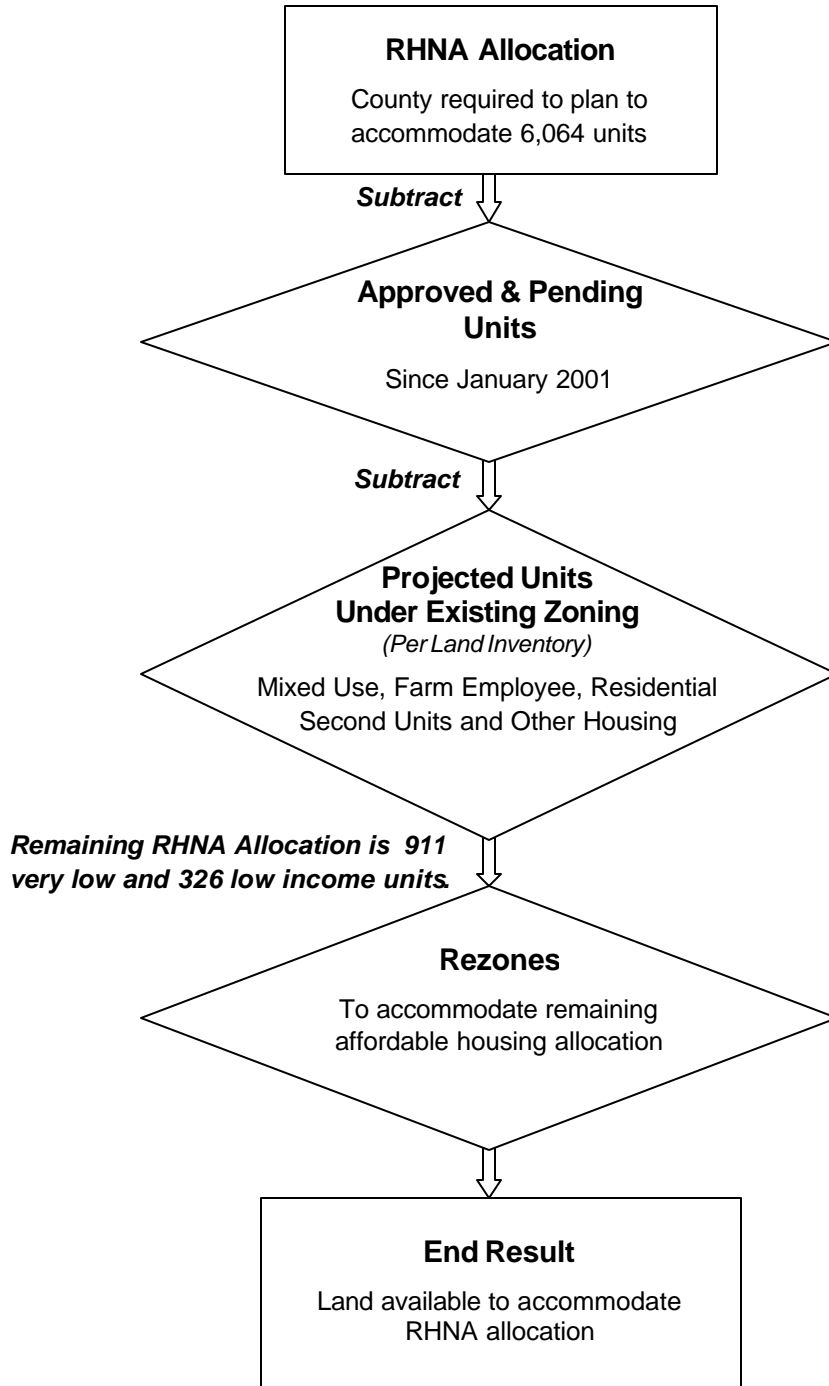 RHNA Allocation
County required to plan to
accommodate 6,064 units
Subtract
Approved & Pending
Units
Since January 2001
Subtract
Projected Units
Under Existing Zoning
(Per Land Inventory)
Mixed Use, Farm Employee, Residential
Second Units and Other Housing
Remaining RHNA Allocation is 911
very low and 326 low income units.
Rezones
To accommodate remaining
affordable housing allocation
End Result
Land available to accommodate
RHNA allocation